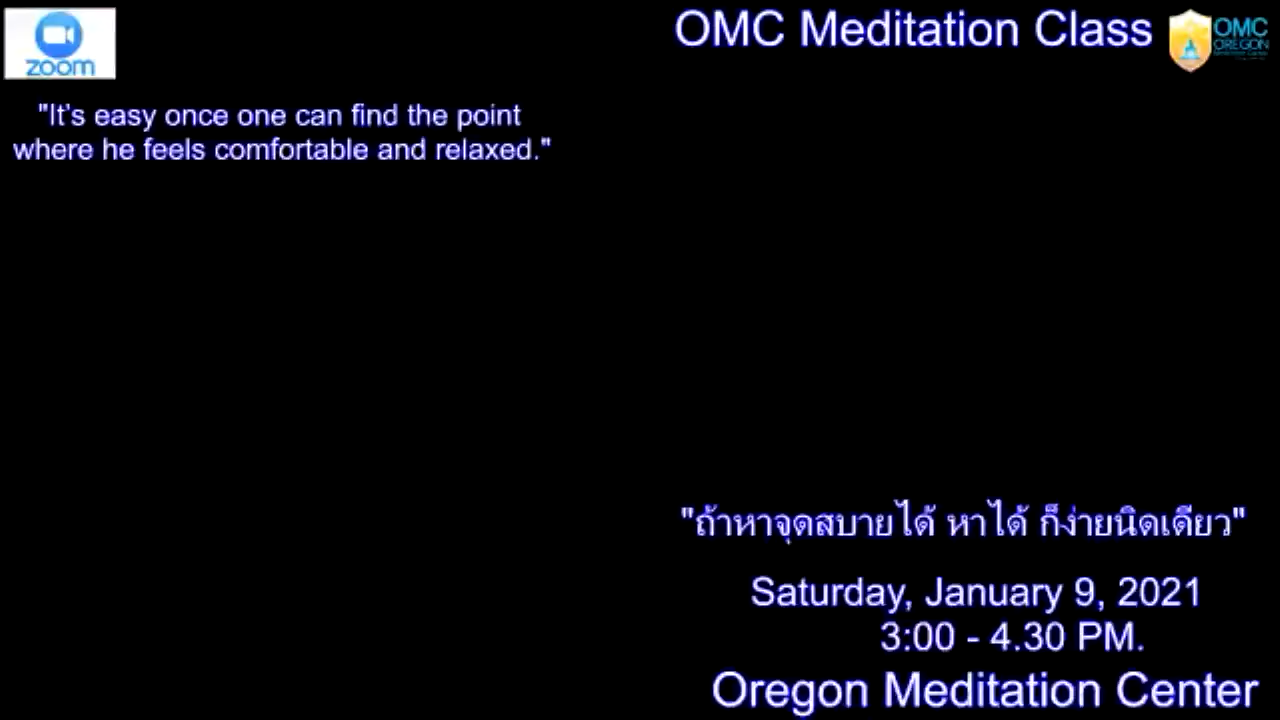 zoom
OMC Meditation Class
OMC
OREGON
"It's easy once one can find the point
where he feels comfortable and relaxed."
"ถ้าหาจุดสบายได้ หาได้ ก็ง่ายนิดเดียว"
Saturday, January 9, 2021
3:00 - 4.30 PM.
Oregon Meditation Center